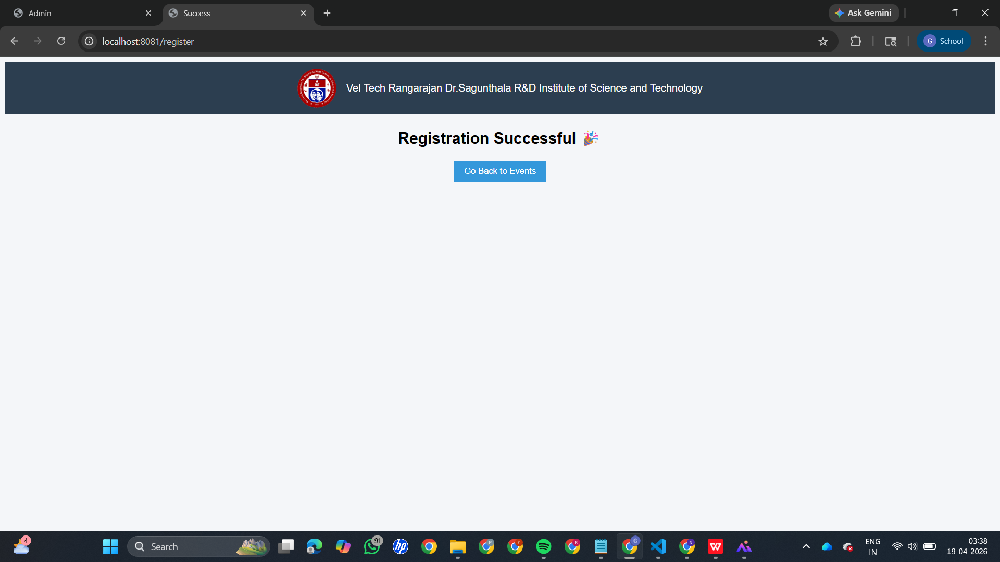 Admin
Success
Ask Gemini
localhost:8081/register
G
School
Vel Tech Rangarajan Dr.Sagunthala R&D Institute of Science and Technology
Registration Successful 🎉
Go Back to Events
4
Search
91
hp
P
r
R
G
N
W
ENG
IN
03:38
19-04-2026